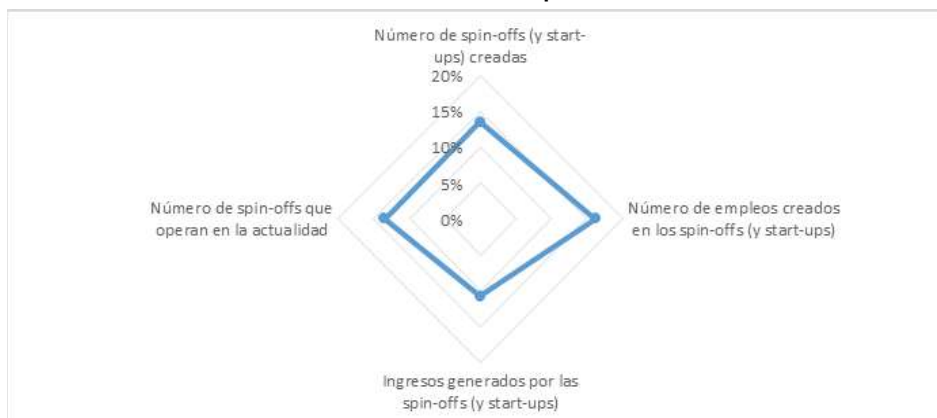 Número de spin-offs (y start-
ups) creadas
20%
15%
10%
5%
0%
Número de spin-offs que
operan en la actualidad
Número de empleos creados
en los spin-offs (y start-ups)
Ingresos generados por las
spin-offs (y start-ups)